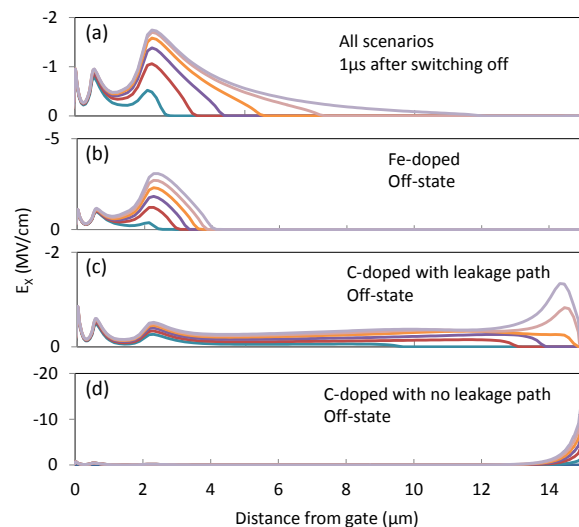 -2
(a)
All scenarios
1µs after switching off
-1
0
-5
(b)
Fe-doped
Off-state
0
-2
(c)
C-doped with leakage path
Off-state
0
-20
(d)
C-doped with no leakage path
Off-state
-10
0
Eₓ (MV/cm)
0 2 4 6 8 10 12 14
Distance from gate (µm)